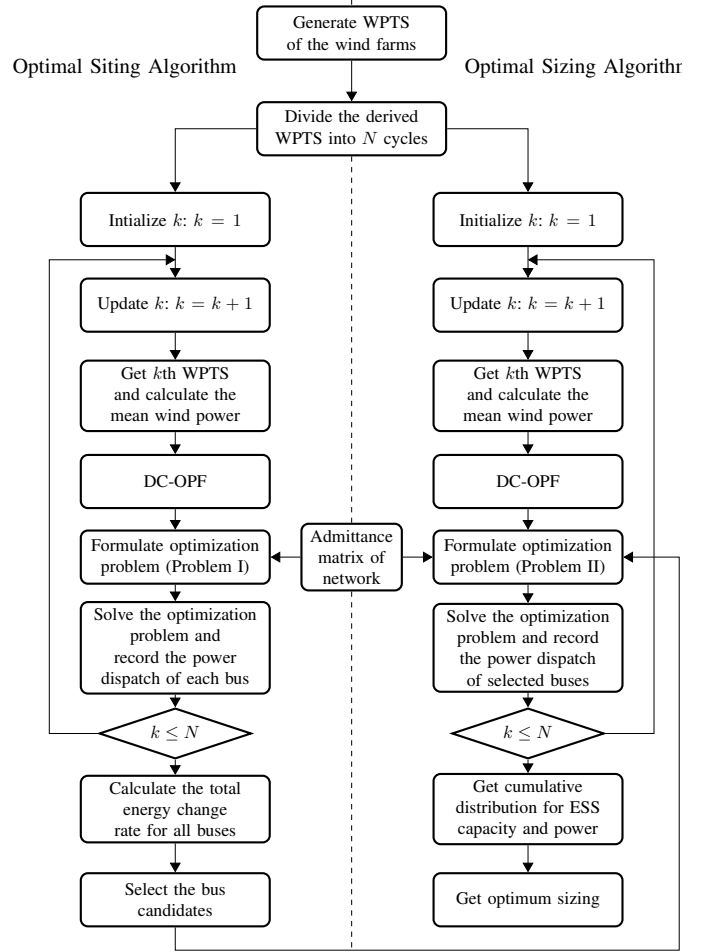 Generate WPTS
of the wind farms
Optimal Siting Algorithm
Optimal Sizing Algorithm
Divide the derived
WPTS into N cycles
Intialize k: k = 1
Update k: k = k + 1
Get kth WPTS
and calculate the
mean wind power
DC-OPF
Formulate optimization
problem (Problem I)
Solve the optimization
problem and
record the power
dispatch of each bus
k ≤ N
Calculate the total
energy change
rate for all buses
Select the bus
candidates
Admittance
matrix of
network
Initialize k: k = 1
Update k: k = k + 1
Get kth WPTS
and calculate the
mean wind power
DC-OPF
Formulate optimization
problem (Problem II)
Solve the optimization
problem and record
the power dispatch
of selected buses
k ≤ N
Get cumulative
distribution for ESS
capacity and power
Get optimum sizing